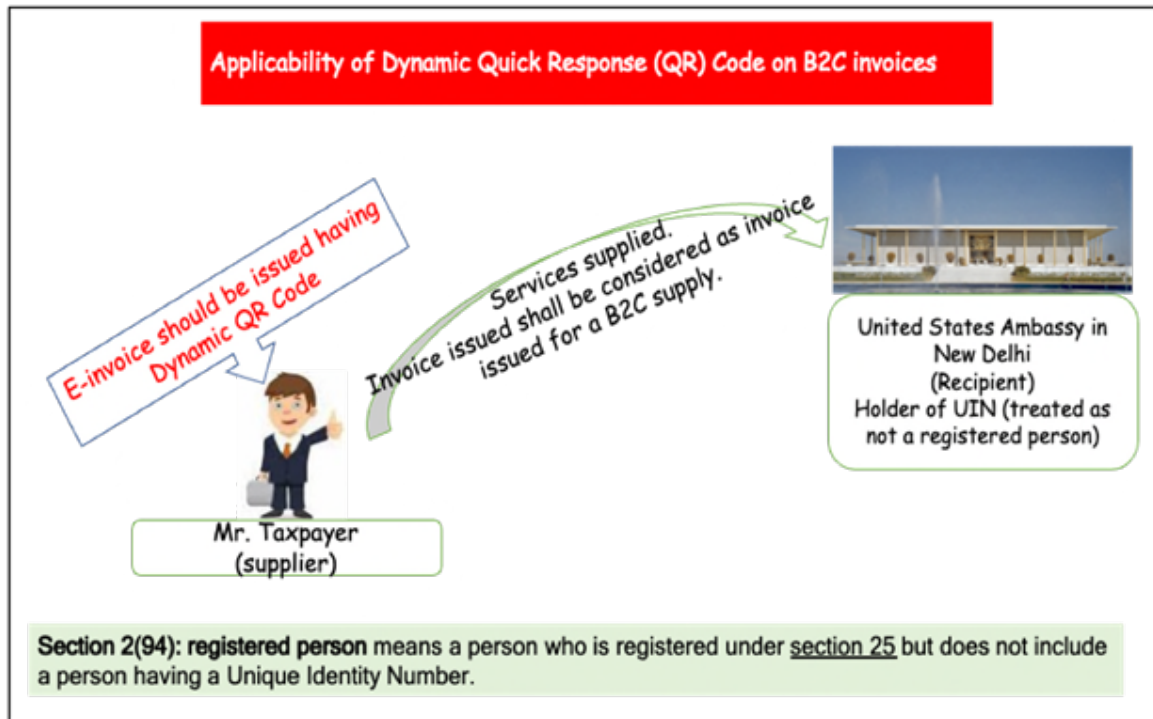 Applicability of Dynamic Quick Response (QR) Code on B2C invoices
E-invoice should be issued having
Dynamic QR Code
Services supplied.
Invoice issued shall be considered as invoice
issued for a B2C supply.
United States Ambassy in
New Delhi
(Recipient)
Holder of UIN (treated as
not a registered person)
Mr. Taxpayer
(supplier)
Section 2(94): registered person means a person who is registered under section 25 but does not include
a person having a Unique Identity Number.